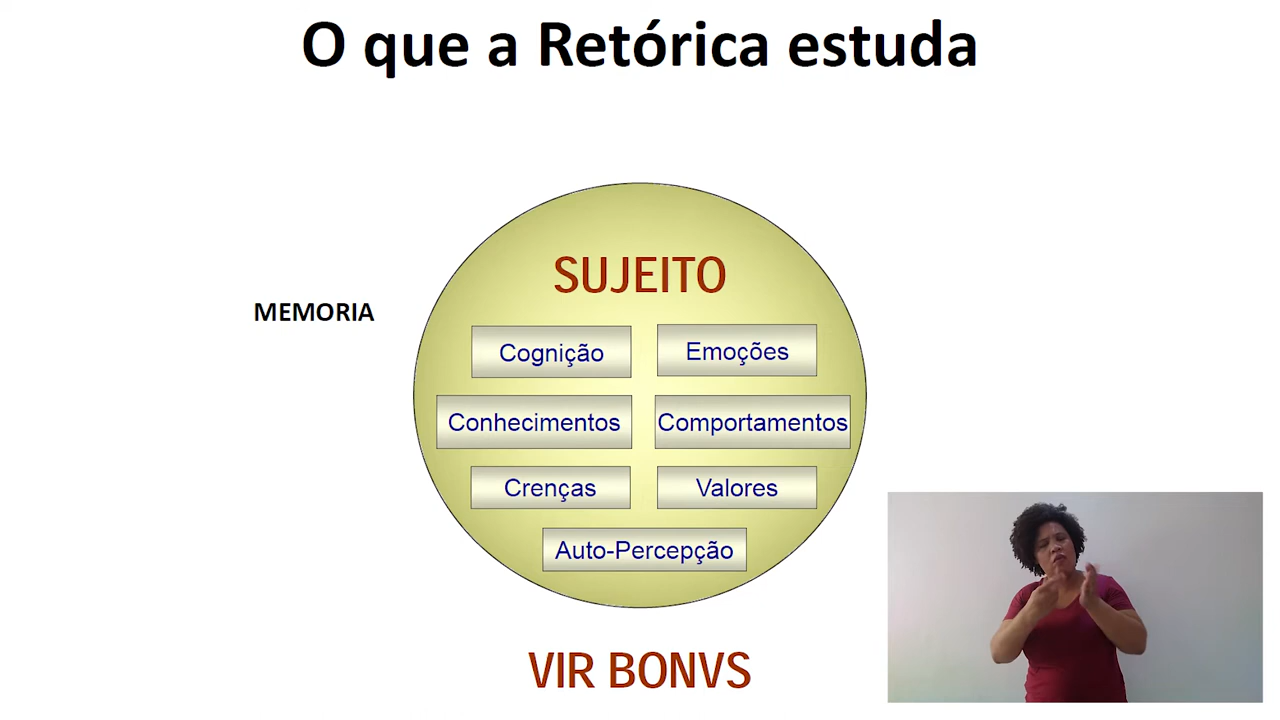 O que a Retórica estuda
SUJEITO
MEMORIA
Cognição
Emoções
Conhecimentos
Comportamentos
Crenças
Valores
Auto-Percepção
VIR BONVS